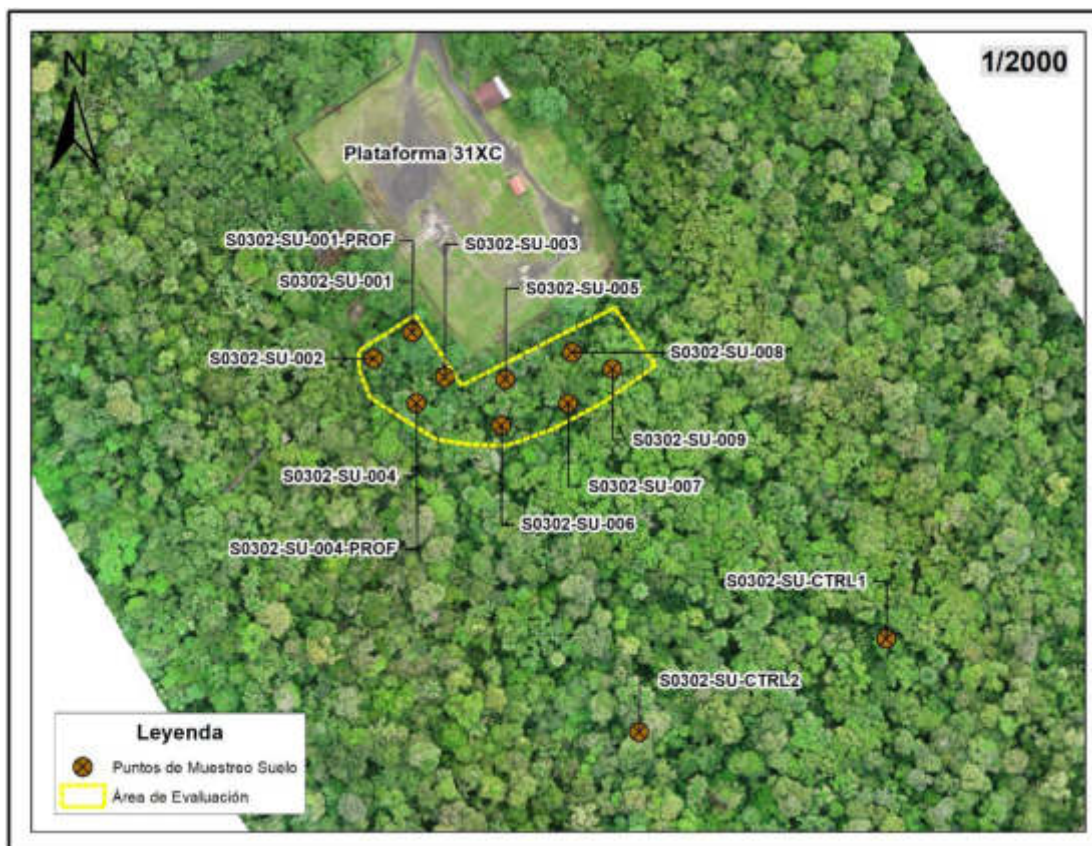 1/2000
N
Plataforma 31XC
S0302-SU-001-PROF
S0302-SU-003
S0302-SU-001
S0302-SU-005
S0302-SU-002
S0302-SU-008
S0302-SU-009
S0302-SU-004
S0302-SU-007
S0302-SU-006
S0302-SU-004-PROF
S0302-SU-CTRL1
S0302-SU-CTRL2
Leyenda
Puntos de Muestreo Suelo
Área de Evaluación